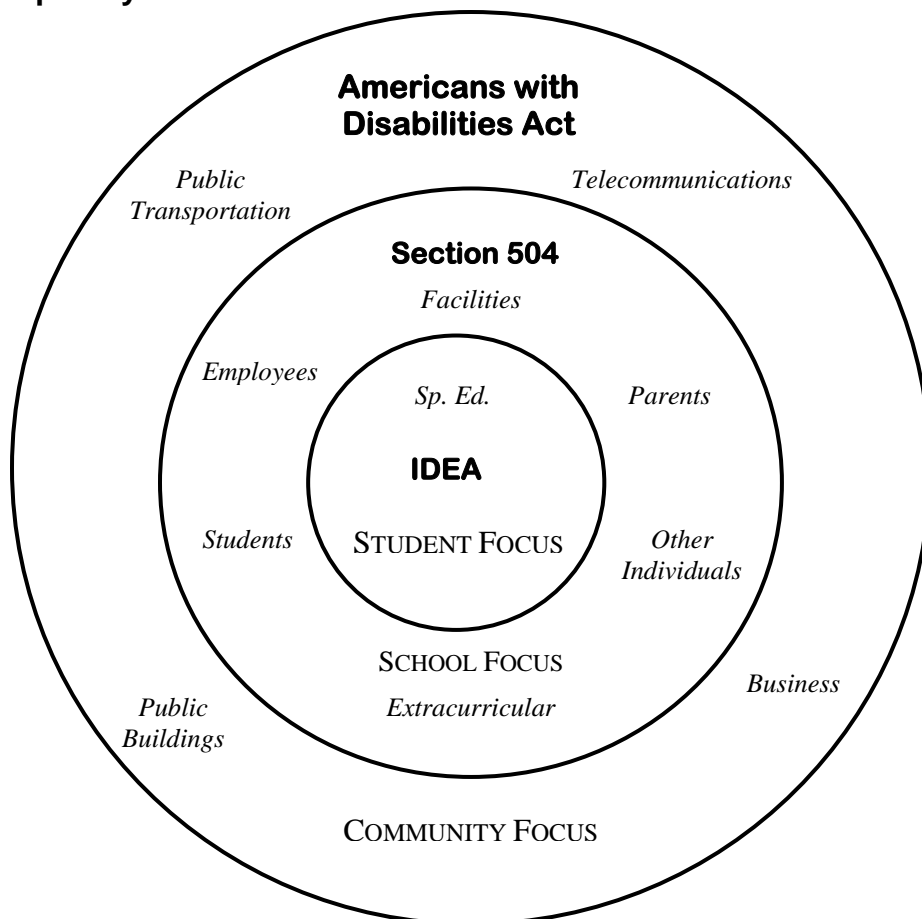 Americans with
Disabilities Act
Public
Transportation
Telecommunications
Section 504
Facilities
Employees
Sp. Ed.
Parents
IDEA
Students
STUDENT FOCUS
Other
Individuals
SCHOOL FOCUS
Extracurricular
Business
Public
Buildings
COMMUNITY FOCUS